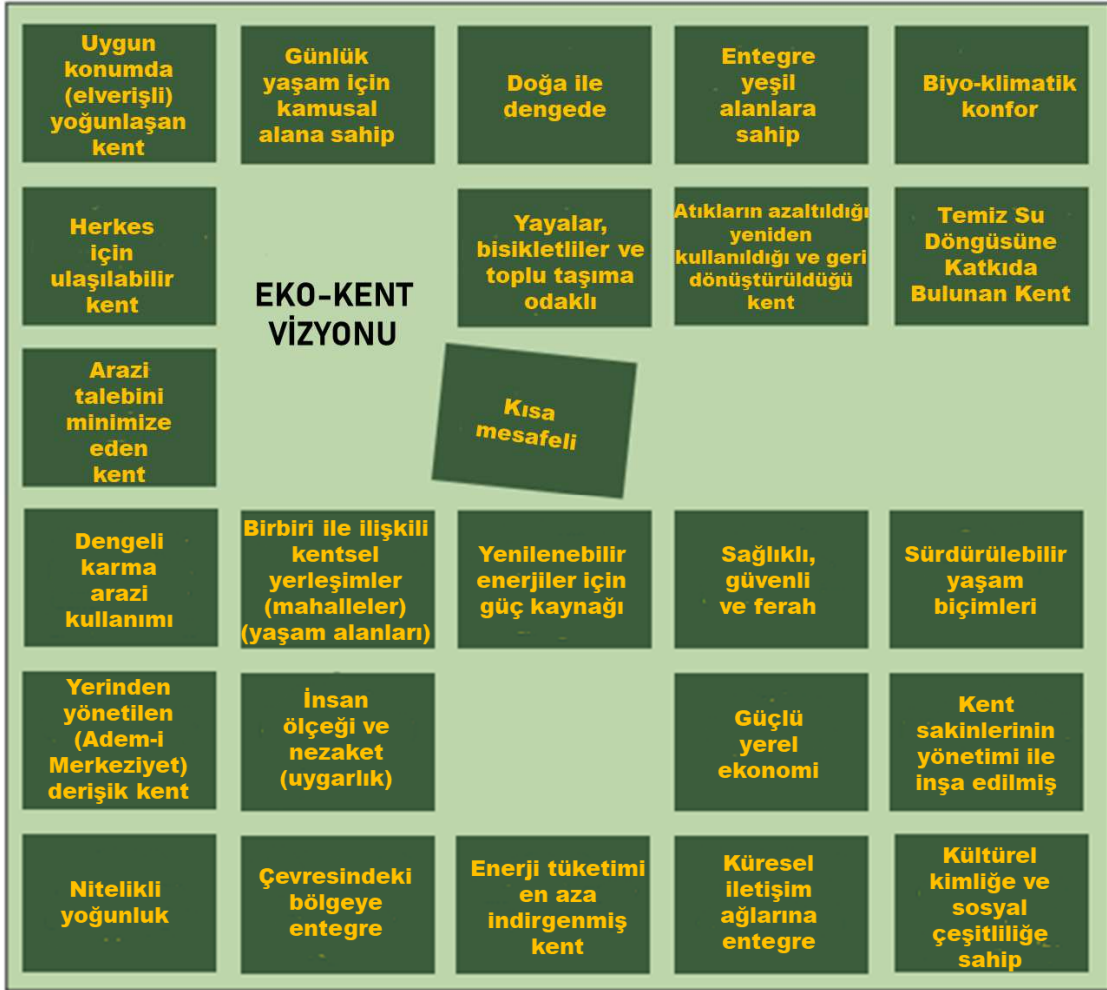 Uygun
konumda
(elverişli)
yoğunlaşan
kent
Günlük
yaşam için
kamusal
alana sahip
Doğa ile
dengede
Entegre
yeşil
alanlara
sahip
Biyo-klimatik
konfor
Herkes
için
ulaşılabilir
kent
EKO-KENT
VİZYONU
Yayalar,
bisikletliler ve
toplu taşıma
odaklı
Atıkların azaltıldığı
yeniden
kullanıldığı ve geri
dönüştürüldüğü
kent
Temiz Su
Döngüsüne
Katkıda
Bulunan Kent
Arazi
talebini
minimize
eden
kent
Kısa
mesafeli
Dengeli
karma
arazi
kullanımı
Birbiri ile ilişkili
kentsel
yerleşimler
(mahalleler)
(yaşam alanları)
Yenilenebilir
enerjiler için
güç kaynağı
Sağlıklı,
güvenli
ve ferah
Sürdürülebilir
yaşam
biçimleri
Yerinden
yönetilen
(Adem-i
Merkeziyet)
derişik kent
İnsan
ölçeği ve
nezaket
(uygarlık)
Güçlü
yerel
ekonomi
Kent
sakinlerinin
yönetimi ile
inşa edilmiş
Nitelikli
yoğunluk
Çevresindeki
bölgeye
entegre
Enerji tüketimi
en aza
indirgenmiş
kent
Küresel
iletişim
ağlarına
entegre
Kültürel
kimliğe ve
sosyal
çeşitliliğe
sahip